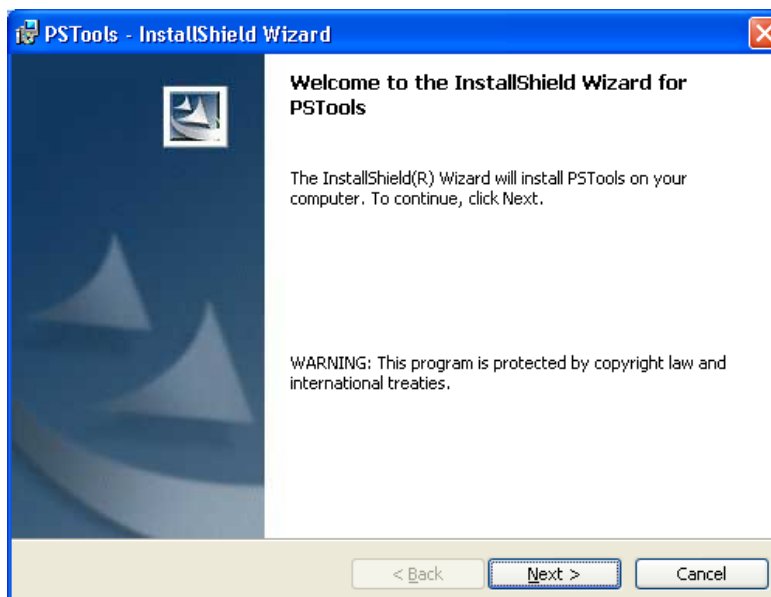 PSTools - InstallShield Wizard
Welcome to the InstallShield Wizard for
PSTools
The InstallShield(R) Wizard will install PSTools on your
computer. To continue, click Next.
WARNING: This program is protected by copyright law and
international treaties.
< Back
Next >
Cancel